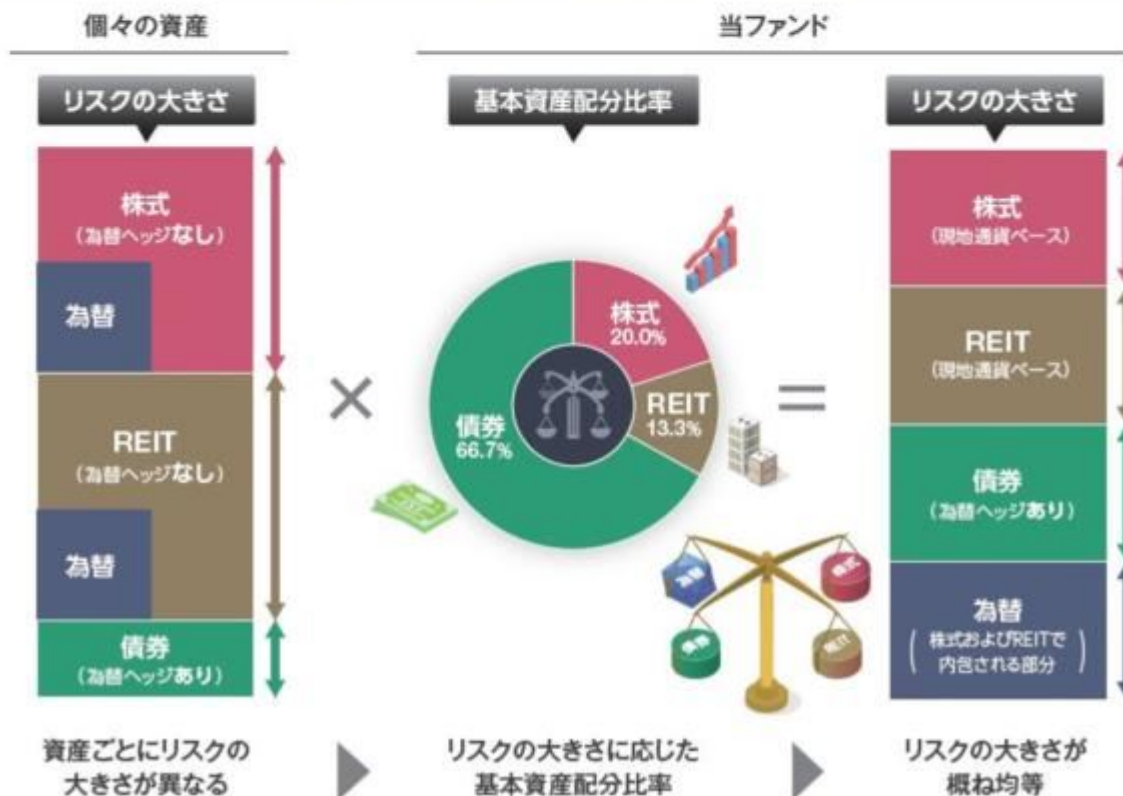 個々の資産
当ファンド
リスクの大きさ
基本資産配分比率
リスクの大きさ
株式
(為替ヘッジなし)
為替
REIT
(為替ヘッジなし)
為替
債券
(為替ヘッジあり)
×
株式
20.0%
REIT
13.3%
債券
66.7%
為替
株式
債券
REIT
=
株式
(現地通貨ベース)
REIT
(現地通貨ベース)
債券
(為替ヘッジあり)
為替
(株式およびREITで
内包される部分)
資産ごとにリスクの
大きさが異なる
リスクの大きさに応じた
基本資産配分比率
リスクの大きさが
概ね均等